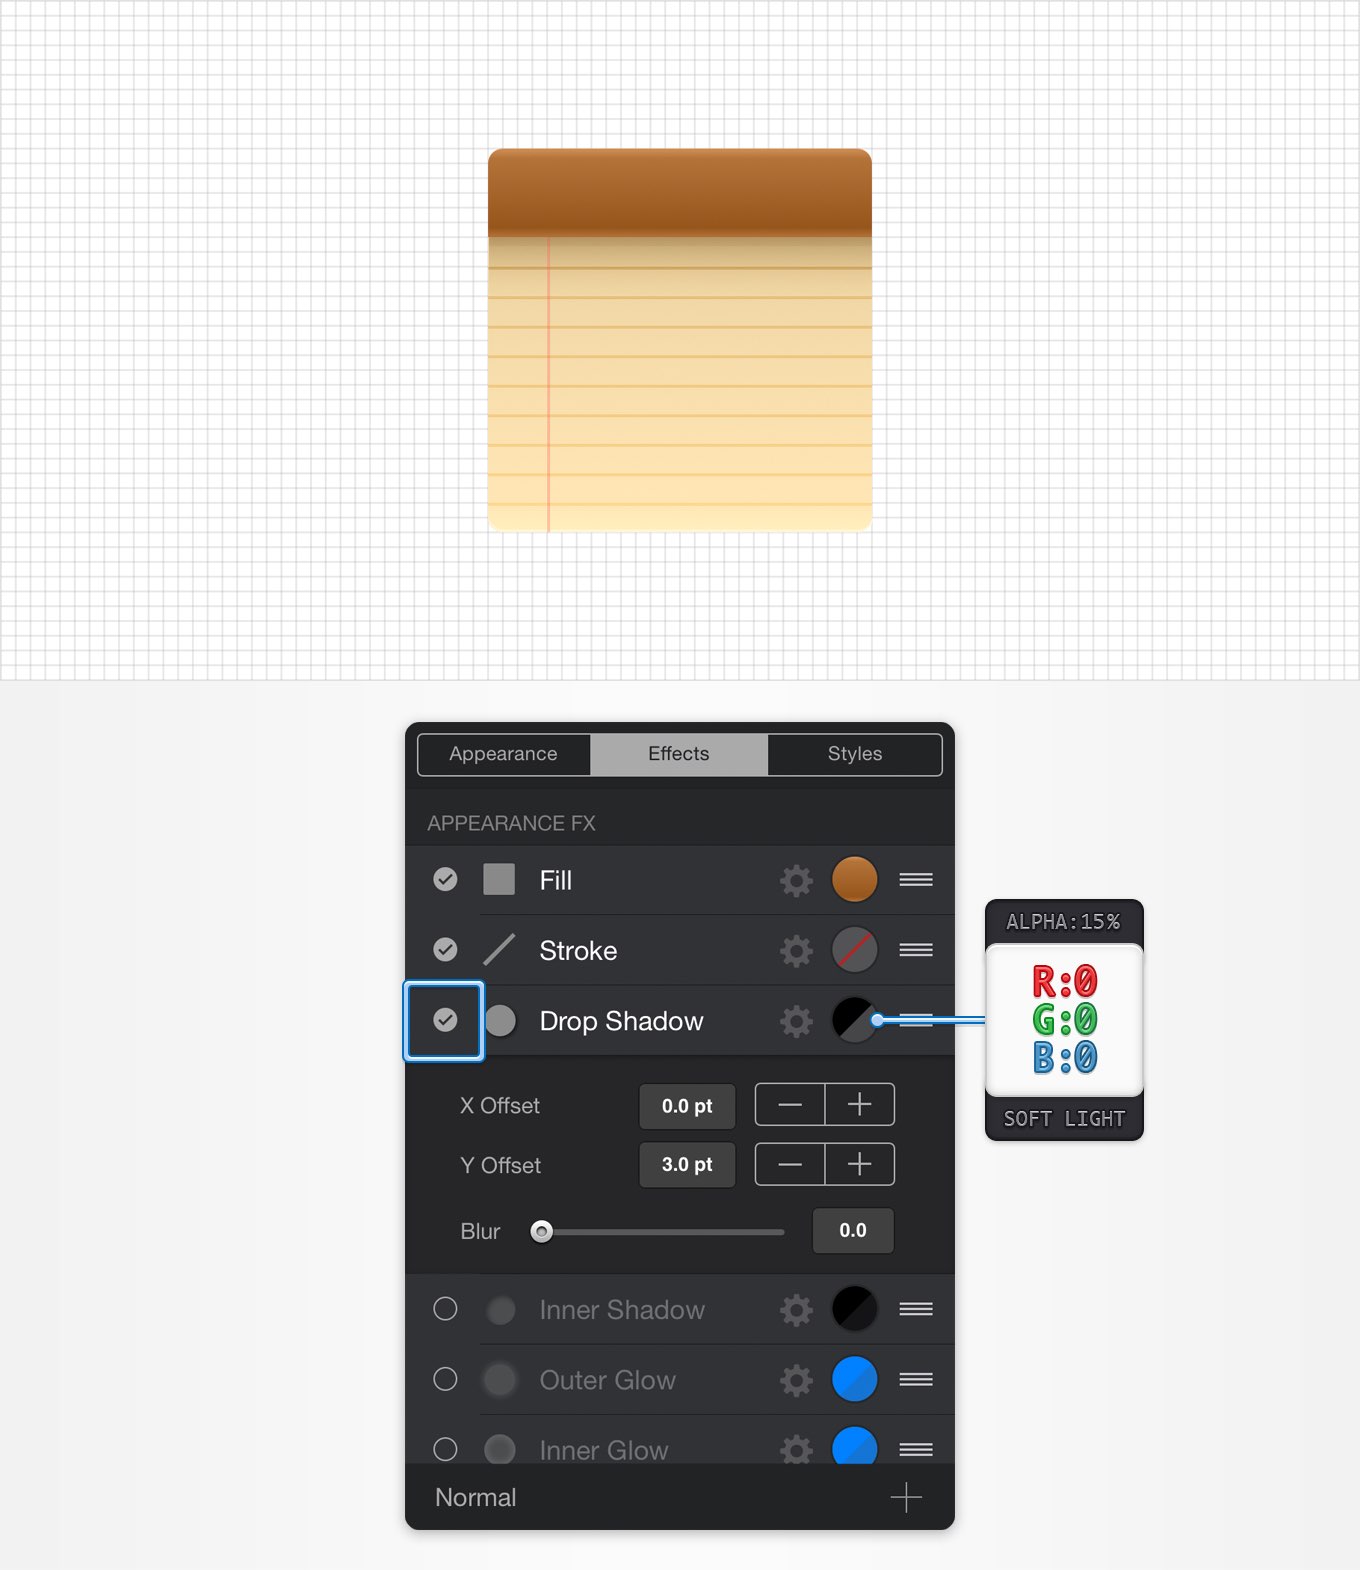 Appearance Effects Styles
APPEARANCE FX
Fill
Stroke
Drop Shadow
X Offset 0.0 pt
Y Offset 3.0 pt
Blur 0.0
Inner Shadow
Outer Glow
Inner Glow
Normal
ALPHA:15%
R:0
G:0
B:0
SOFT LIGHT